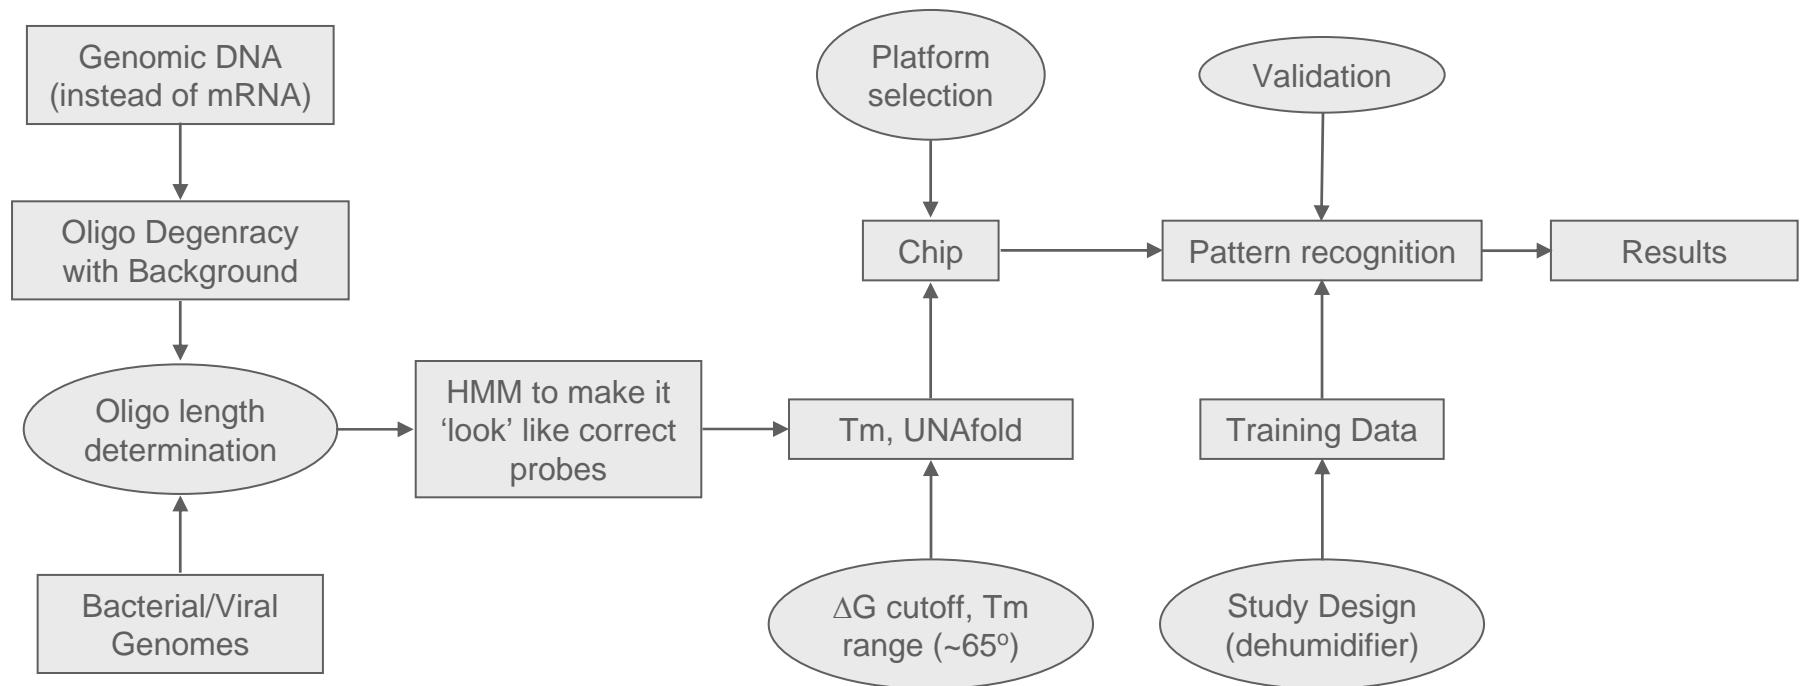 Genomic DNA
(instead of mRNA)
Platform
selection
Validation
Oligo Degenracy
with Background
Chip
Pattern recognition
Results
Oligo length
determination
HMM to make it
‘look’ like correct
probes
Tm, UNAfold
Training Data
Bacterial/Viral
Genomes
ΔG cutoff, Tm
range (~65º)
Study Design
(dehumidifier)